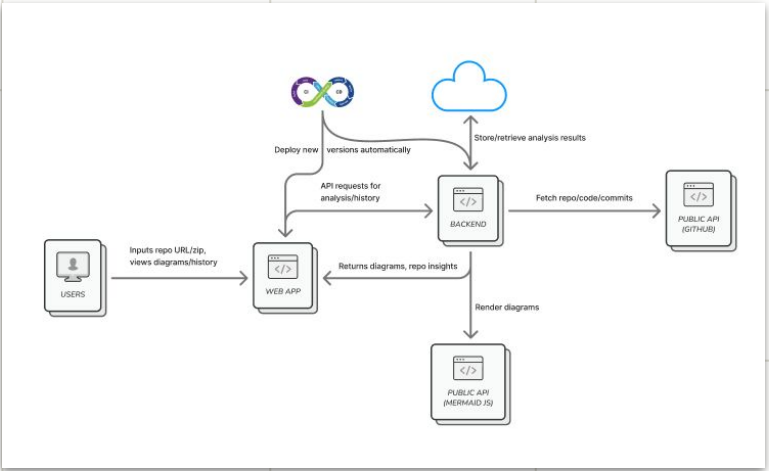 Deploy new versions automatically
Store/retrieve analysis results
API requests for
analysis/history
Fetch repo/code/commits
BACKEND
PUBLIC API
(GITHUB)
Inputs repo URL/zip,
views diagrams/history
Returns diagrams, repo insights
USERS
WEB APP
Render diagrams
PUBLIC API
(MERMAID JS)